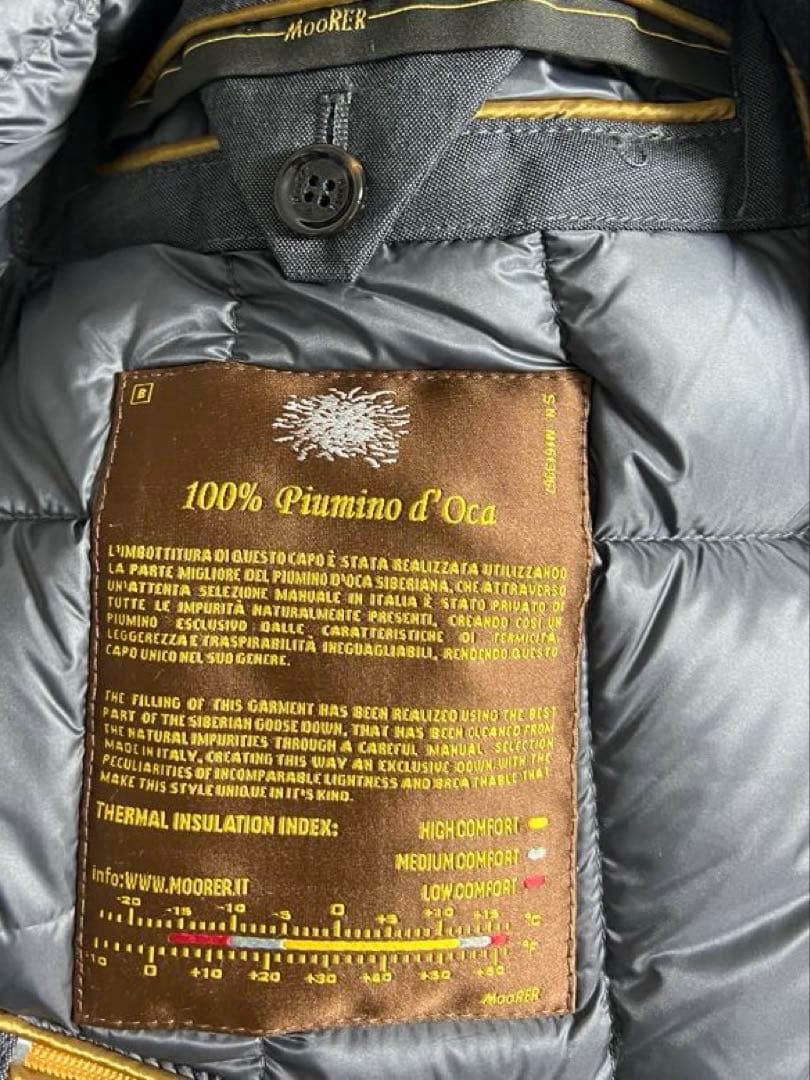 MooRER
B
S.N. M1613967
100% Piumino d'Oca
L'IMBOTTITURA DI QUESTO CAPO È STATA REALIZZATA UTILIZZANDO
LA PARTE MIGLIORE DEL PIUMINO D'OCA SIBERIANA, CHE ATTRAVERSO
UN'ATTENTA SELEZIONE MANUALE IN ITALIA È STATO PRIVATO DI
TUTTE LE IMPURITÀ NATURALMENTE PRESENTI, CREANDO COSÌ UN
PIUMINO ESCLUSIVO DALLE CARATTERISTICHE DI TERMICITÀ,
LEGGEREZZA E TRASPIRABILITÀ INEGUAGLIABILI, RENDENDO QUESTO
CAPO UNICO NEL SUO GENERE.
THE FILLING OF THIS GARMENT HAS BEEN REALIZED USING THE BEST
PART OF THE SIBERIAN GOOSE DOWN, THAT HAS BEEN CLEANED FROM
THE NATURAL IMPURITIES THROUGH A CAREFUL MANUAL SELECTION
MADE IN ITALY, CREATING THIS WAY AN EXCLUSIVE DOWN WITH THE
PECULIARITIES OF INCOMPARABLE LIGHTNESS AND BREATHABLE THAT
MAKE THIS STYLE UNIQUE IN IT'S KIND.
THERMAL INSULATION INDEX:
HIGH COMFORT
MEDIUM COMFORT
LOW COMFORT
info:WWW.MOORER.IT
-20 -15 -10 -5 0 +5 +10 +15 °C
-10 0 +10 +20 +30 +40 +50 +60 °F
MooRER